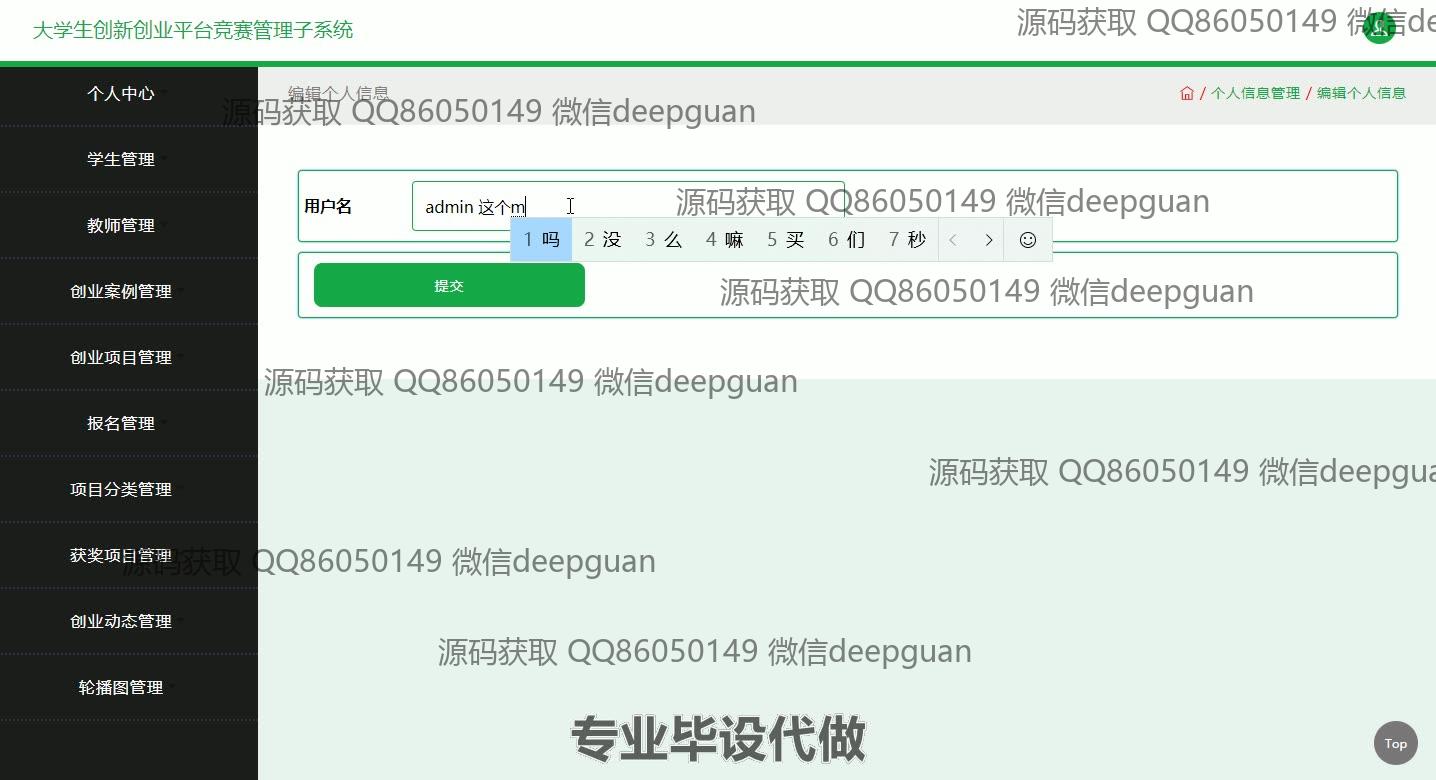 大学生创新创业平台竞赛管理子系统
源码获取 QQ86050149 微信de
个人中心
编辑个人信息
/ 个人信息管理 / 编辑个人信息
源码获取 QQ86050149 微信deepguan
学生管理
用户名
admin 这个m
源码获取 QQ86050149 微信deepguan
教师管理
1 吗 2 没 3 么 4 嘛 5 买 6 们 7 秒
创业案例管理
提交
源码获取 QQ86050149 微信deepguan
创业项目管理
源码获取 QQ86050149 微信deepguan
报名管理
源码获取 QQ86050149 微信deepgua
项目分类管理
获奖项目管理
源码获取 QQ86050149 微信deepguan
创业动态管理
源码获取 QQ86050149 微信deepguan
轮播图管理
专业毕设代做
Top